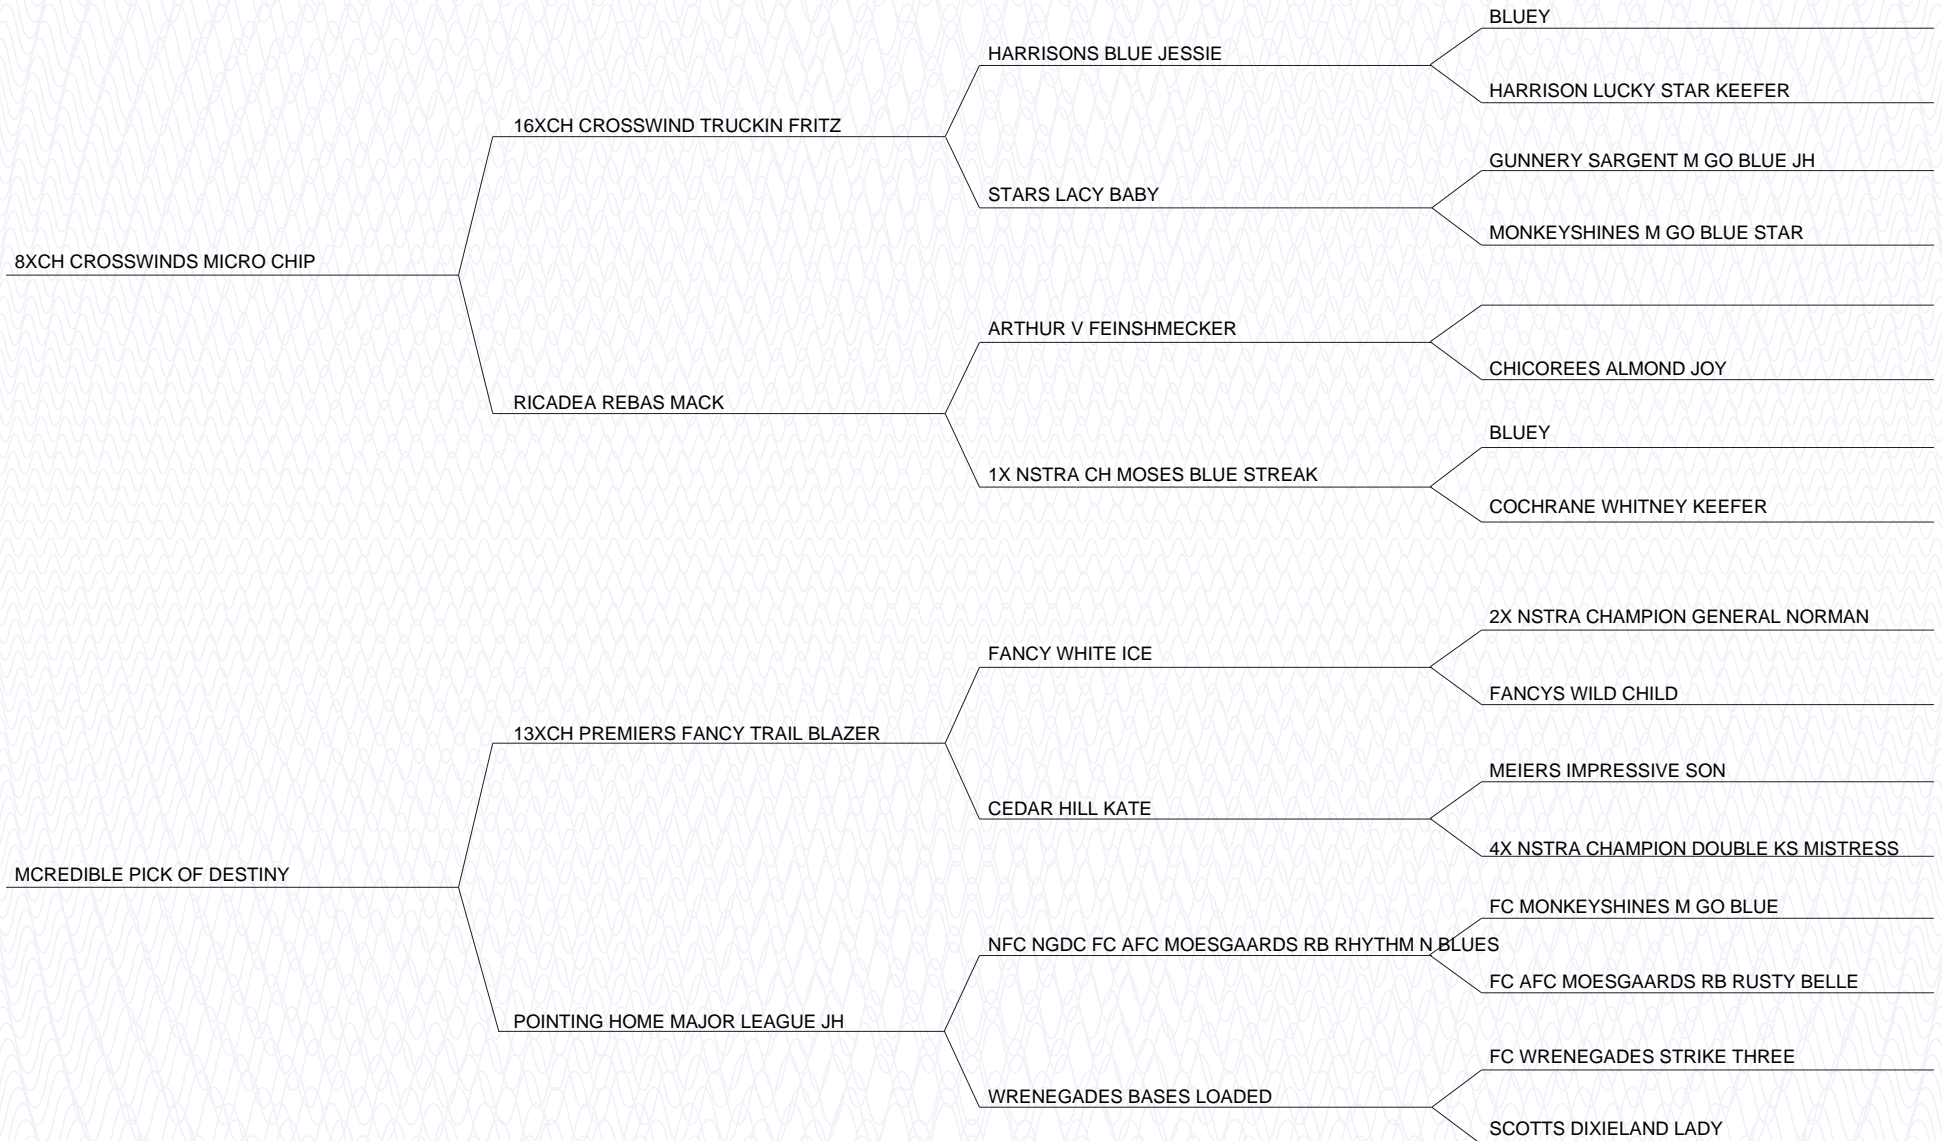 BLUEY
HARRISONS BLUE JESSIE
HARRISON LUCKY STAR KEEFER
16XCH CROSSWIND TRUCKIN FRITZ
GUNNERY SARGENT M GO BLUE JH
STARS LACY BABY
MONKEYSHINES M GO BLUE STAR
8XCH CROSSWINDS MICRO CHIP
ARTHUR V FEINSHMECKER
CHICOREES ALMOND JOY
RICADEA REBAS MACK
BLUEY
1X NSTRA CH MOSES BLUE STREAK
COCHRANE WHITNEY KEEFER
2X NSTRA CHAMPION GENERAL NORMAN
FANCY WHITE ICE
FANCYS WILD CHILD
13XCH PREMIERS FANCY TRAIL BLAZER
MEIERS IMPRESSIVE SON
CEDAR HILL KATE
4X NSTRA CHAMPION DOUBLE KS MISTRESS
MCREDIBLE PICK OF DESTINY
FC MONKEYSHINES M GO BLUE
NFC NGDC FC AFC MOESGAARDS RB RHYTHM N BLUES
FC AFC MOESGAARDS RB RUSTY BELLE
POINTING HOME MAJOR LEAGUE JH
FC WRENEGADES STRIKE THREE
WRENEGADES BASES LOADED
SCOTTS DIXIELAND LADY